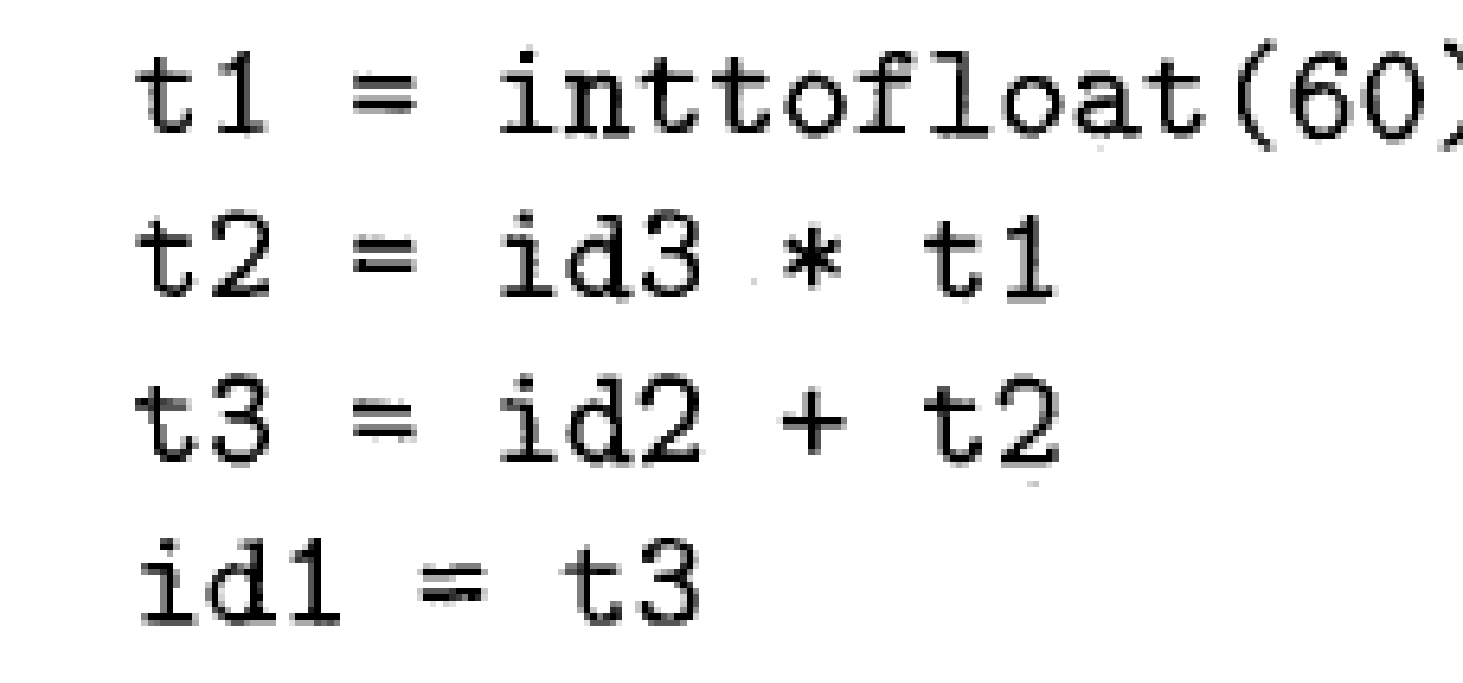 t1 = inttofloat(60)
t2 = id3 * t1
t3 = id2 + t2
id1 = t3